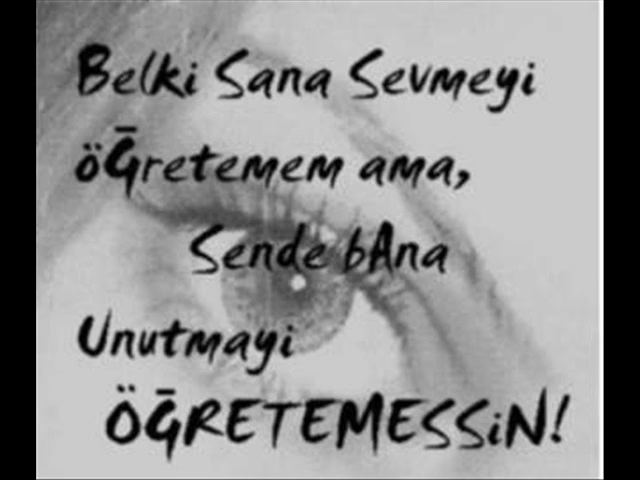 Belki Sana Sevmeyi
öĞretemem ama,
Sende bAna
Unutmayi
ÖĞRETEMESSiN!